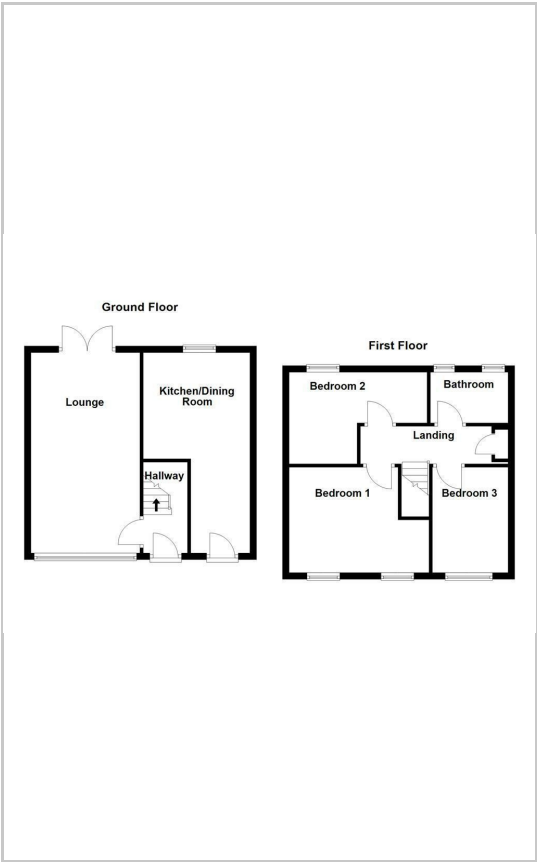 Ground Floor
Lounge
Kitchen/Dining
Room
Hallway
First Floor
Bedroom 2
Bathroom
Landing
Bedroom 1
Bedroom 3